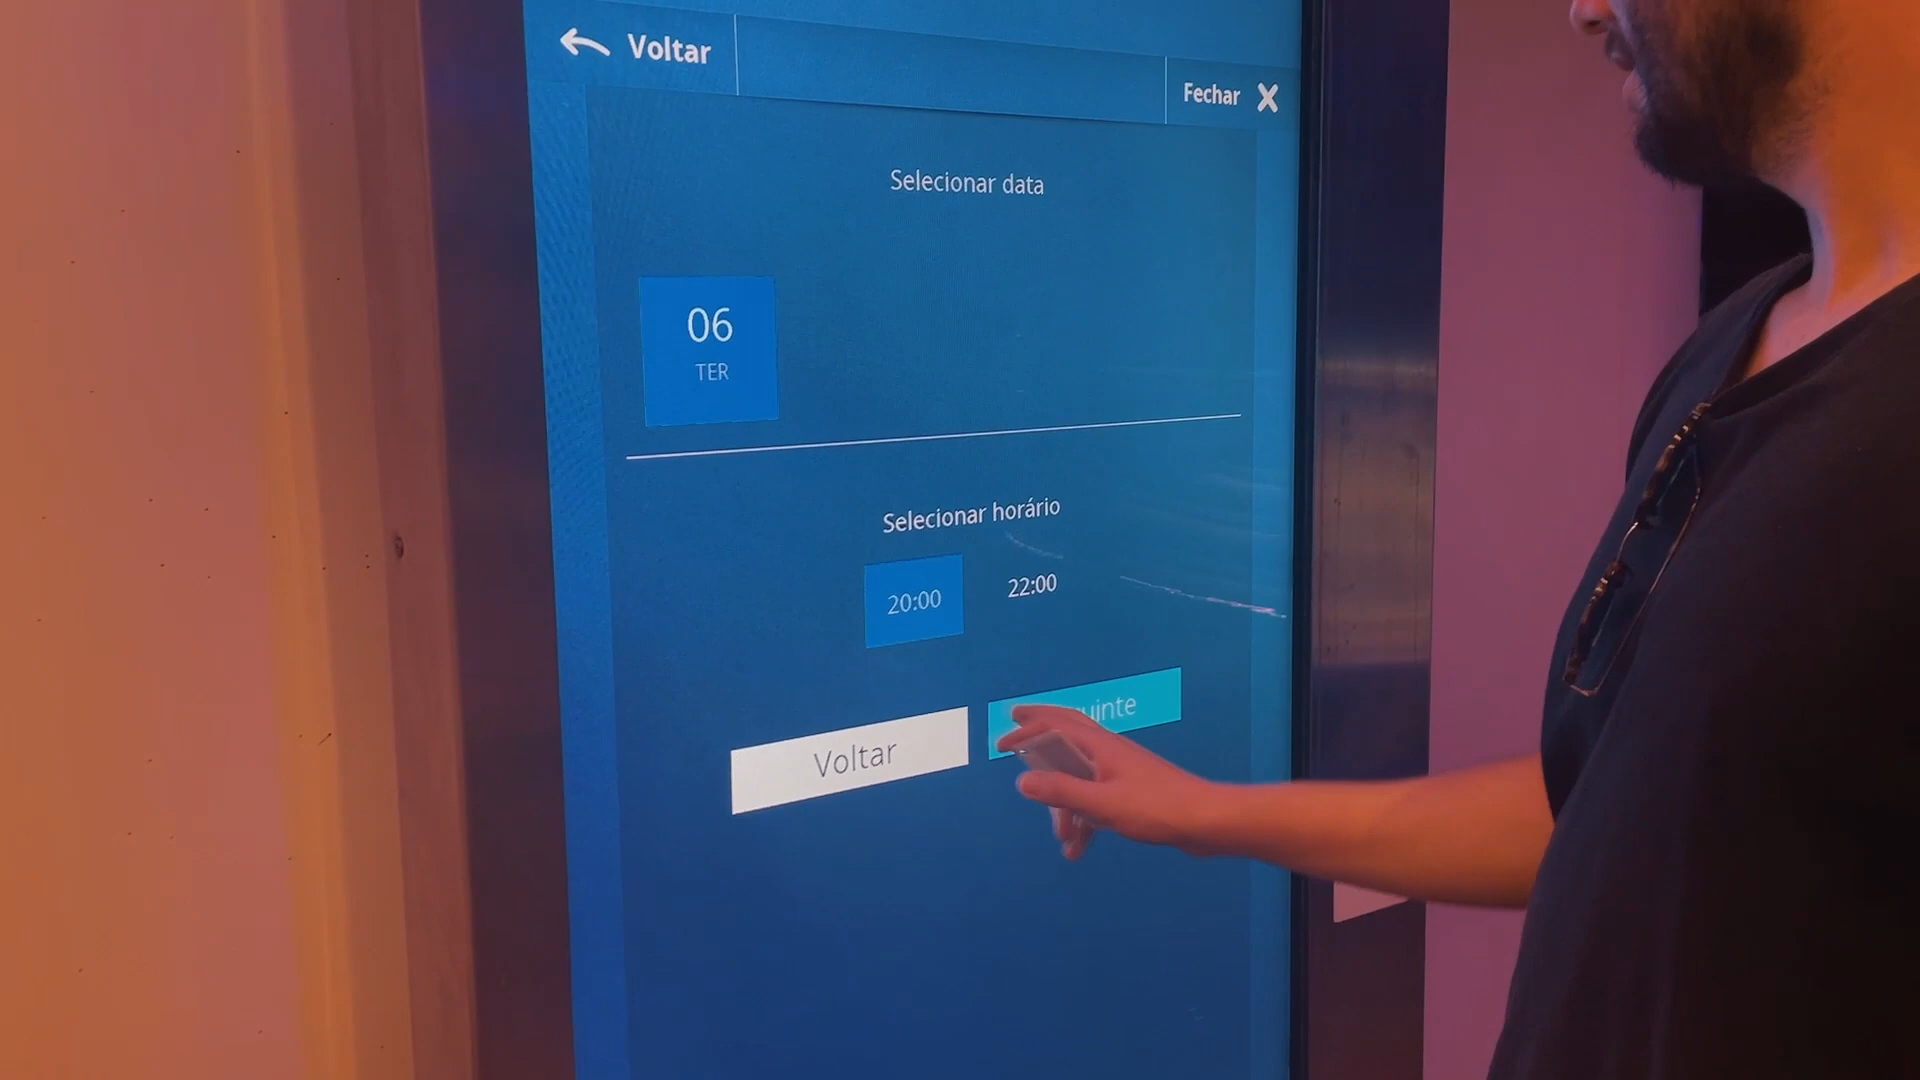 Voltar
Fechar X
Selecionar data
06
TER
Selecionar horário
20:00 22:00
Voltar